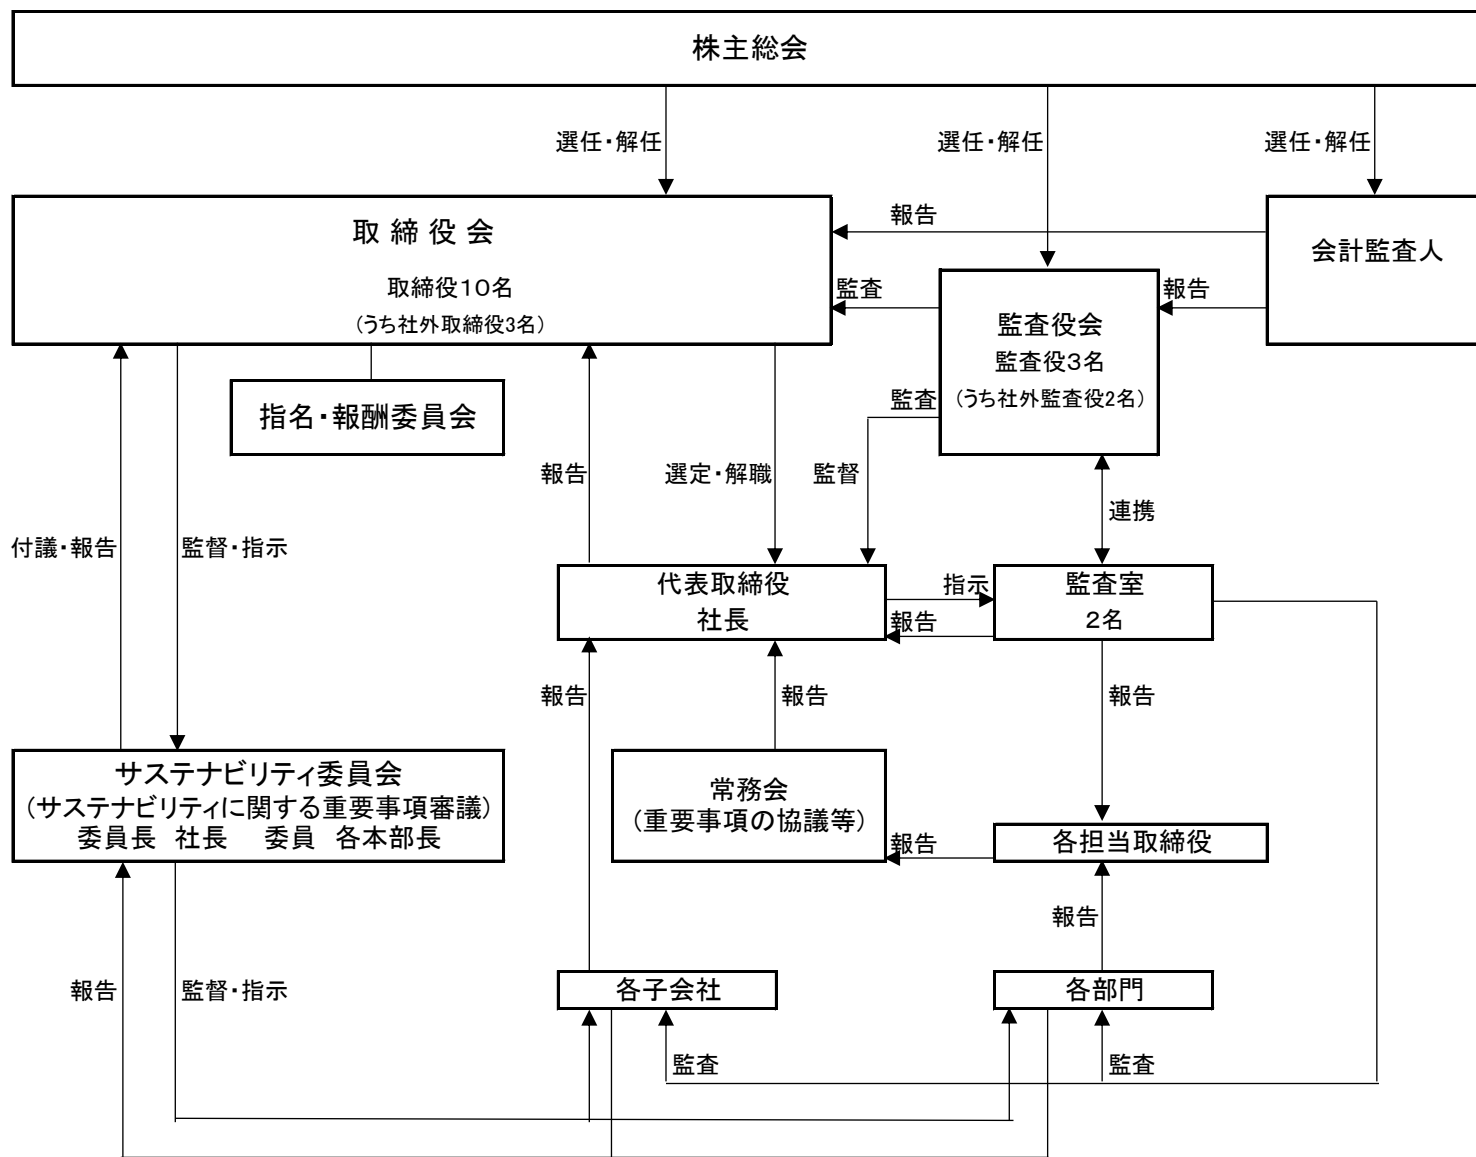 株主総会
選任・解任
選任・解任
選任・解任
取締役会
取締役10名
(うち社外取締役3名)
報告
会計監査人
監査
報告
監査役会
監査役3名
(うち社外監査役2名)
指名・報酬委員会
監査
報告
選定・解職
監督
連携
付議・報告
監督・指示
代表取締役
社長
指示
報告
監査室
2名
報告
報告
報告
サステナビリティ委員会
(サステナビリティに関する重要事項審議)
委員長 社長 委員 各本部長
常務会
(重要事項の協議等)
報告
各担当取締役
報告
報告
監督・指示
各子会社
各部門
監査
監査